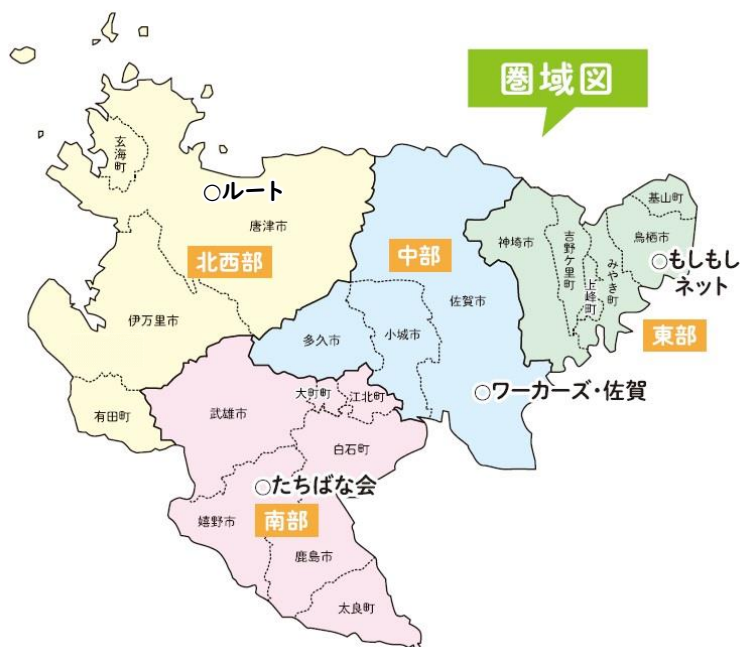 圏域図
玄海町
○ルート
唐津市
北西部
伊万里市
有田町
中部
佐賀市
多久市
小城市
○ワーカーズ・佐賀
基山町
鳥栖市
神埼市
吉野ケ里町
上峰町
みやき町
○もしもし
ネット
東部
大町町
江北町
武雄市
白石町
○たちばな会
嬉野市
南部
鹿島市
太良町